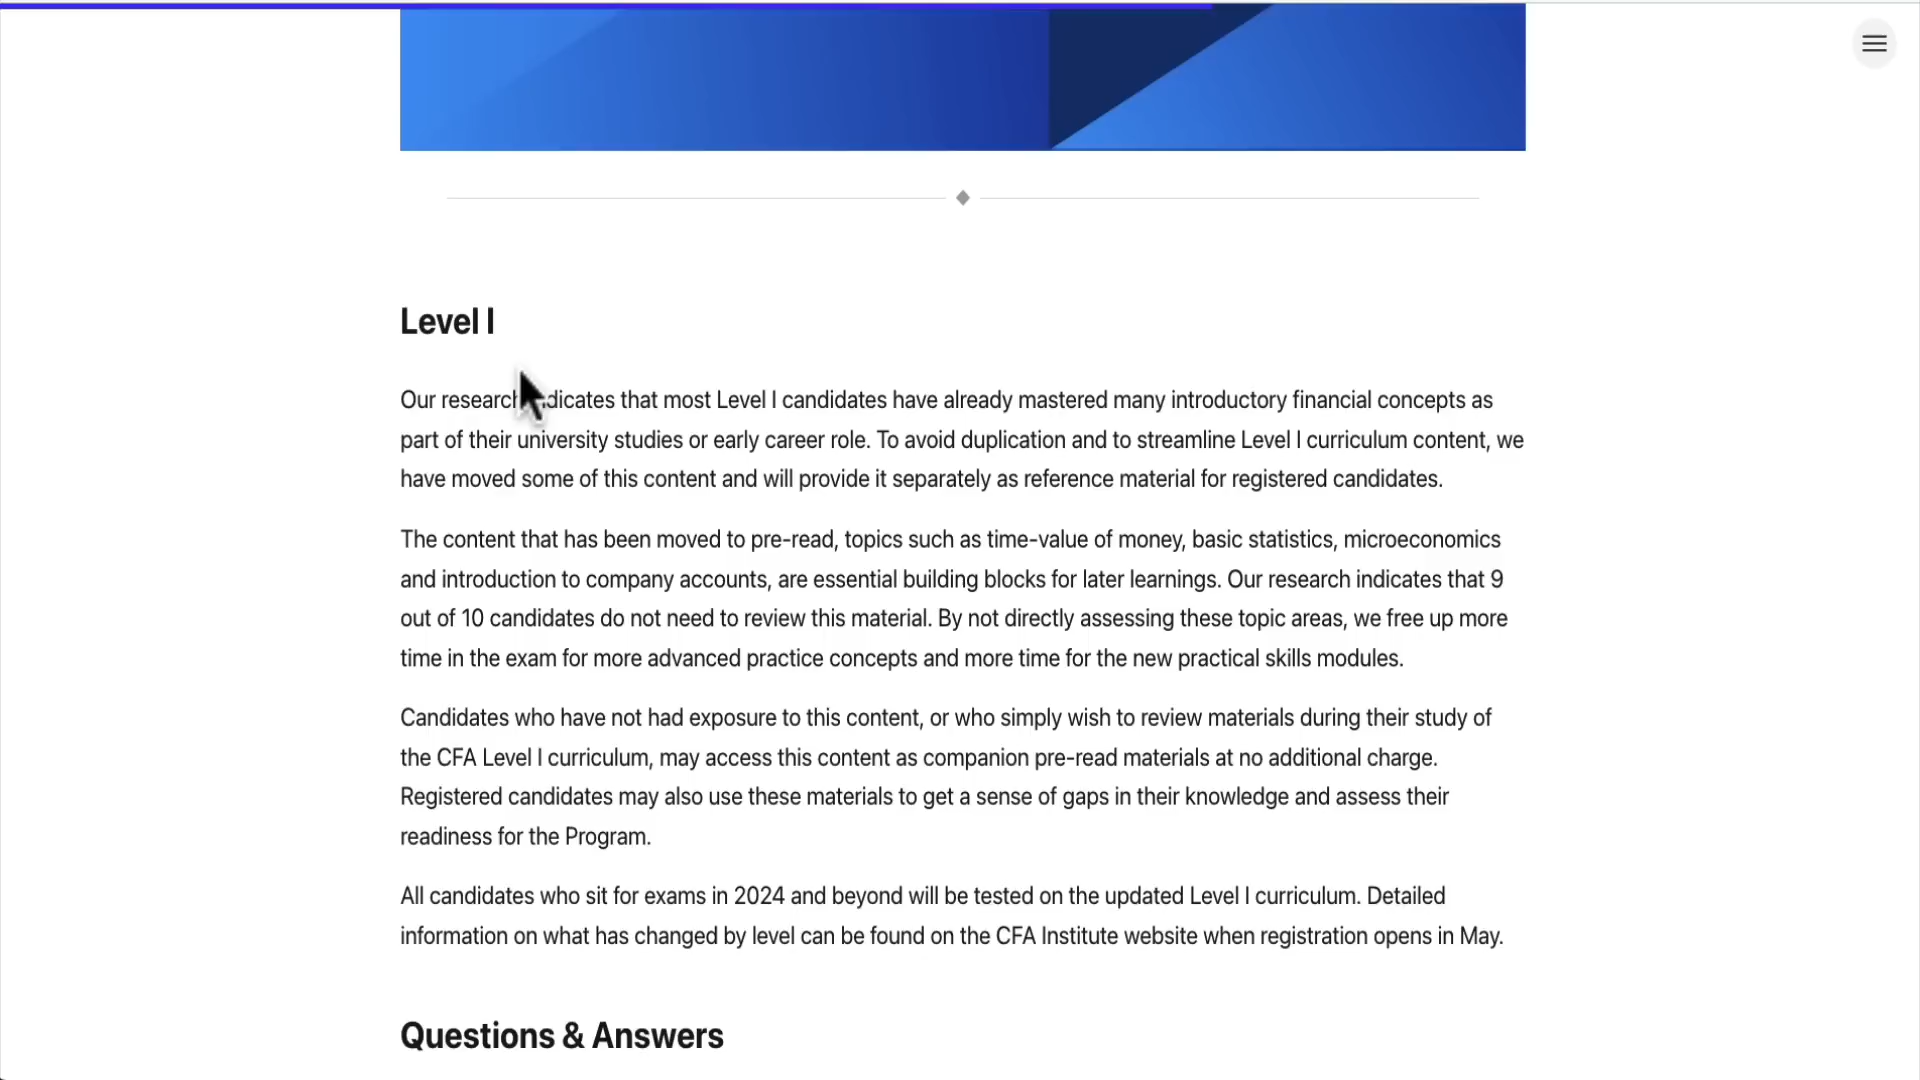 Level I
Our research indicates that most Level I candidates have already mastered many introductory financial concepts as
part of their university studies or early career role. To avoid duplication and to streamline Level I curriculum content, we
have moved some of this content and will provide it separately as reference material for registered candidates.
The content that has been moved to pre-read, topics such as time-value of money, basic statistics, microeconomics
and introduction to company accounts, are essential building blocks for later learnings. Our research indicates that 9
out of 10 candidates do not need to review this material. By not directly assessing these topic areas, we free up more
time in the exam for more advanced practice concepts and more time for the new practical skills modules.
Candidates who have not had exposure to this content, or who simply wish to review materials during their study of
the CFA Level I curriculum, may access this content as companion pre-read materials at no additional charge.
Registered candidates may also use these materials to get a sense of gaps in their knowledge and assess their
readiness for the Program.
All candidates who sit for exams in 2024 and beyond will be tested on the updated Level I curriculum. Detailed
information on what has changed by level can be found on the CFA Institute website when registration opens in May.
Questions & Answers